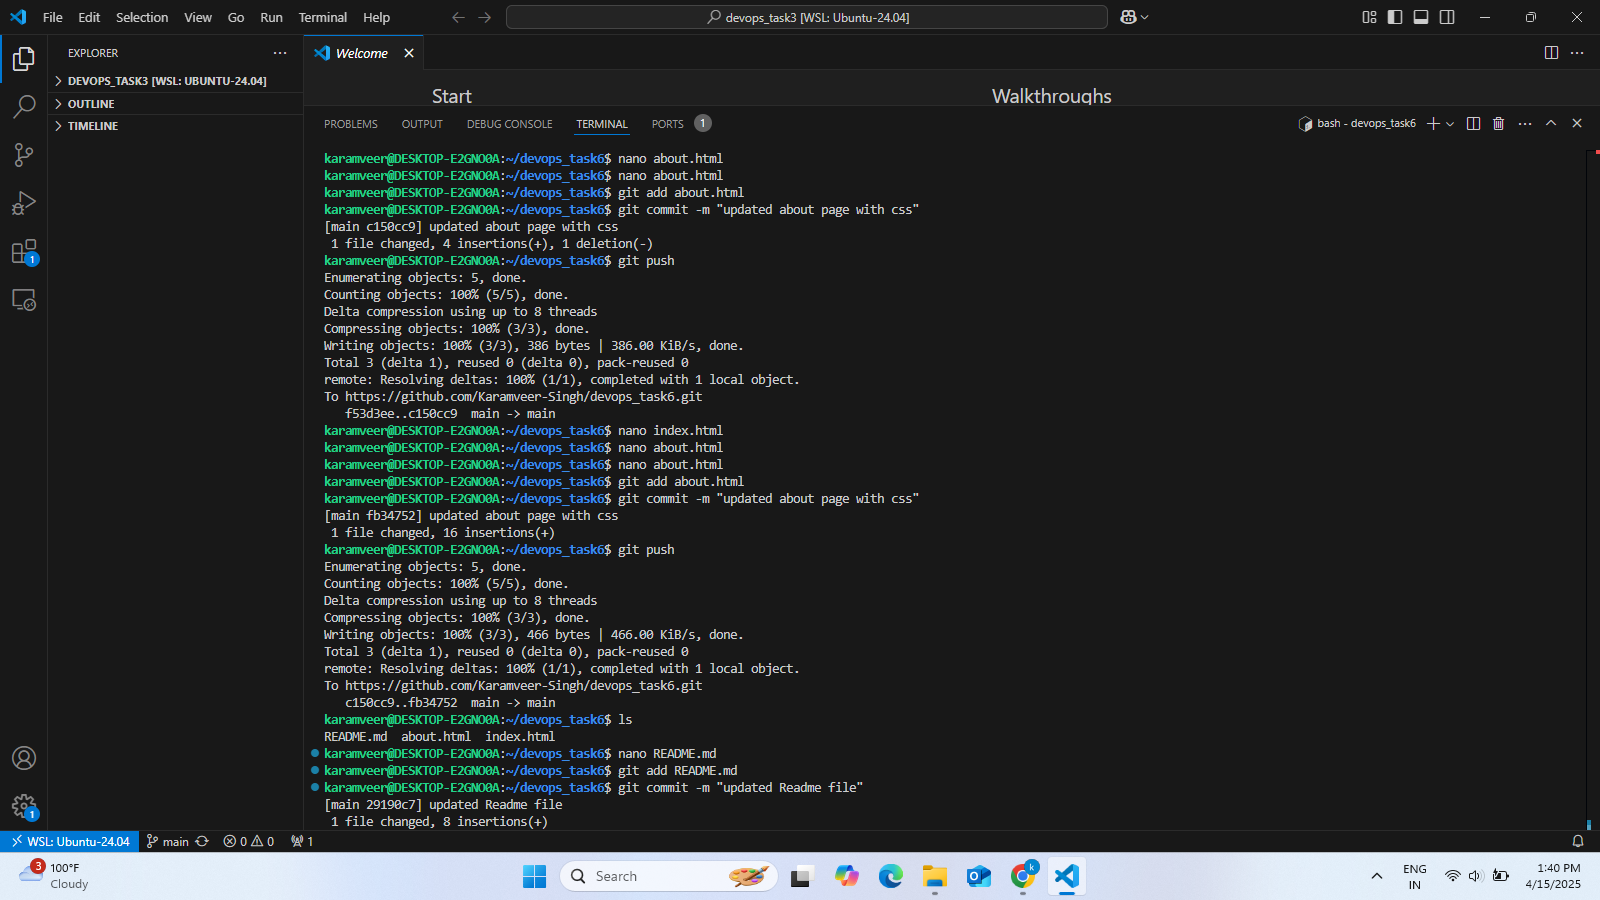 File Edit Selection View Go Run Terminal Help
devops_task3 [WSL: Ubuntu-24.04]
EXPLORER
Welcome
DEVOPS_TASK3 [WSL: UBUNTU-24.04]
OUTLINE
TIMELINE
Start
Walkthroughs
PROBLEMS OUTPUT DEBUG CONSOLE TERMINAL PORTS 1
bash - devops_task6
karamveer@DESKTOP-E2GNO0A:~/devops_task6$ nano about.html
karamveer@DESKTOP-E2GNO0A:~/devops_task6$ nano about.html
karamveer@DESKTOP-E2GNO0A:~/devops_task6$ git add about.html
karamveer@DESKTOP-E2GNO0A:~/devops_task6$ git commit -m "updated about page with css"
[main c150cc9] updated about page with css
1 file changed, 4 insertions(+), 1 deletion(-)
karamveer@DESKTOP-E2GNO0A:~/devops_task6$ git push
Enumerating objects: 5, done.
Counting objects: 100% (5/5), done.
Delta compression using up to 8 threads
Compressing objects: 100% (3/3), done.
Writing objects: 100% (3/3), 386 bytes | 386.00 KiB/s, done.
Total 3 (delta 1), reused 0 (delta 0), pack-reused 0
remote: Resolving deltas: 100% (1/1), completed with 1 local object.
To https://github.com/Karamveer-Singh/devops_task6.git
f53d3ee..c150cc9 main -> main
karamveer@DESKTOP-E2GNO0A:~/devops_task6$ nano index.html
karamveer@DESKTOP-E2GNO0A:~/devops_task6$ nano about.html
karamveer@DESKTOP-E2GNO0A:~/devops_task6$ nano about.html
karamveer@DESKTOP-E2GNO0A:~/devops_task6$ git add about.html
karamveer@DESKTOP-E2GNO0A:~/devops_task6$ git commit -m "updated about page with css"
[main fb34752] updated about page with css
1 file changed, 16 insertions(+)
karamveer@DESKTOP-E2GNO0A:~/devops_task6$ git push
Enumerating objects: 5, done.
Counting objects: 100% (5/5), done.
Delta compression using up to 8 threads
Compressing objects: 100% (3/3), done.
Writing objects: 100% (3/3), 466 bytes | 466.00 KiB/s, done.
Total 3 (delta 1), reused 0 (delta 0), pack-reused 0
remote: Resolving deltas: 100% (1/1), completed with 1 local object.
To https://github.com/Karamveer-Singh/devops_task6.git
c150cc9..fb34752 main -> main
karamveer@DESKTOP-E2GNO0A:~/devops_task6$ ls
README.md about.html index.html
karamveer@DESKTOP-E2GNO0A:~/devops_task6$ nano README.md
karamveer@DESKTOP-E2GNO0A:~/devops_task6$ git add README.md
karamveer@DESKTOP-E2GNO0A:~/devops_task6$ git commit -m "updated Readme file"
[main 29190c7] updated Readme file
1 file changed, 8 insertions(+)
1
1
WSL: Ubuntu-24.04 main 0 0 1
3
100°F
Cloudy
Search
k
ENG
IN
1:40 PM
4/15/2025